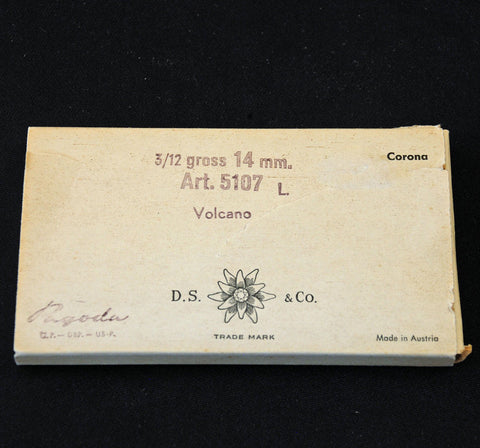 3/12 gross 14 mm.
Corona
Art. 5107 L.
Volcano
D.S. & Co.
Pagoda
TRADE MARK
Made in Austria